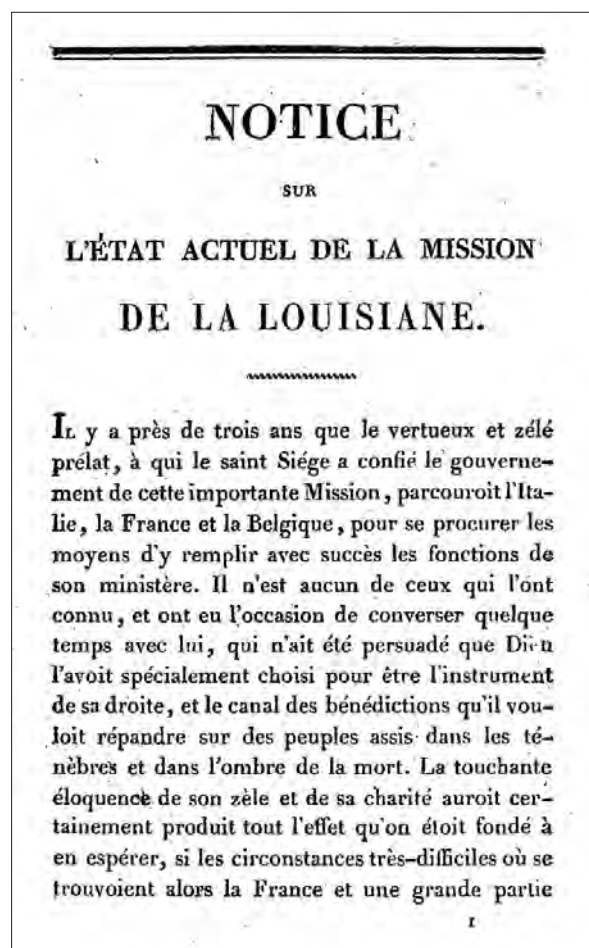 NOTICE
SUR
L'ÉTAT ACTUEL DE LA MISSION
DE LA LOUISIANE.
IL y a près de trois ans que le vertueux et zélé
prélat, à qui le saint Siége a confié le gouverne-
ment de cette importante Mission, parcouroit l'Ita-
lie, la France et la Belgique, pour se procurer les
moyens d'y remplir avec succès les fonctions de
son ministère. Il n'est aucun de ceux qui l'ont
connu, et ont eu l'occasion de converser quelque
temps avec lui, qui n'ait été persuadé que Dieu
l'avoit spécialement choisi pour être l'instrument
de sa droite, et le canal des bénédictions qu'il vou-
loit répandre sur des peuples assis dans les té-
nèbres et dans l'ombre de la mort. La touchante
éloquence de son zèle et de sa charité auroit cer-
tainement produit tout l'effet qu'on étoit fondé à
en espérer, si les circonstances très-difficiles où se
trouvoient alors la France et une grande partie
1